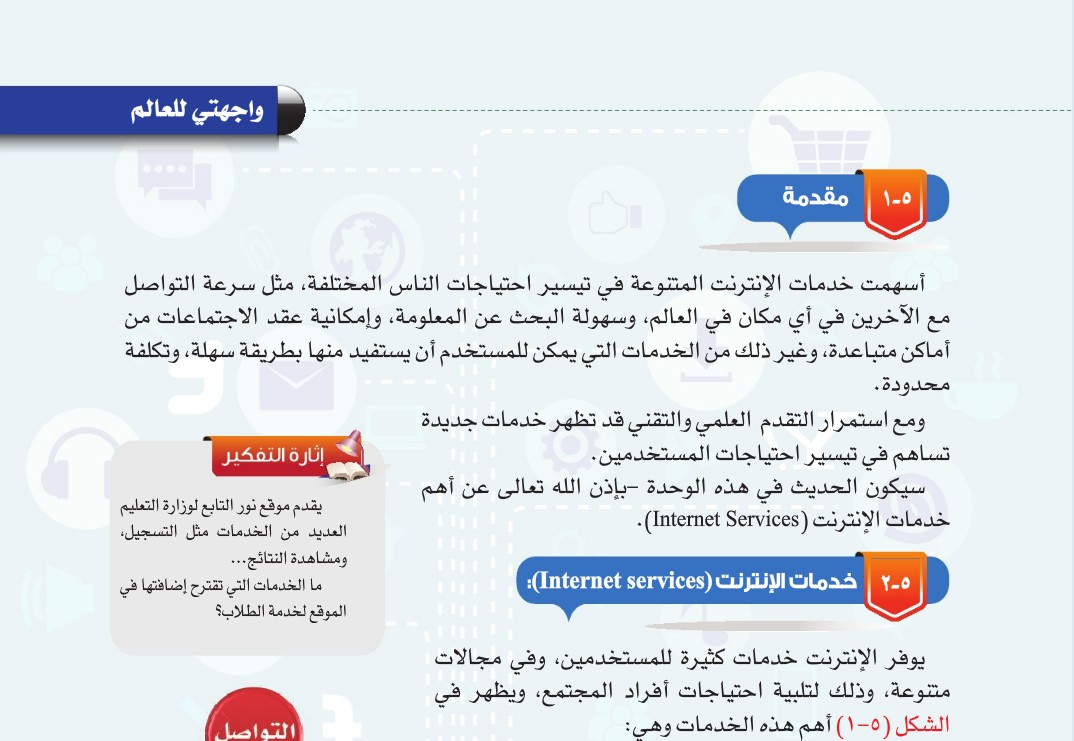 واجهتي للعالم
٥-١ مقدمة
أسهمت خدمات الإنترنت المتنوعة في تيسير احتياجات الناس المختلفة، مثل سرعة التواصل
مع الآخرين في أي مكان في العالم، وسهولة البحث عن المعلومة، وإمكانية عقد الاجتماعات من
أماكن متباعدة، وغير ذلك من الخدمات التي يمكن للمستخدم أن يستفيد منها بطريقة سهلة، وتكلفة
محدودة.
ومع استمرار التقدم العلمي والتقني قد تظهر خدمات جديدة
تساهم في تيسير احتياجات المستخدمين.
سيكون الحديث في هذه الوحدة –بإذن الله تعالى عن أهم
خدمات الإنترنت (Internet Services).
إثارة التفكير
يقدم موقع نور التابع لوزارة التعليم
العديد من الخدمات مثل التسجيل،
ومشاهدة النتائج...
ما الخدمات التي تقترح إضافتها في
الموقع لخدمة الطلاب؟
٥-٢ خدمات الإنترنت (Internet services):
يوفر الإنترنت خدمات كثيرة للمستخدمين، وفي مجالات
متنوعة، وذلك لتلبية احتياجات أفراد المجتمع، ويظهر في
الشكل (٥-١) أهم هذه الخدمات وهي:
التواصل